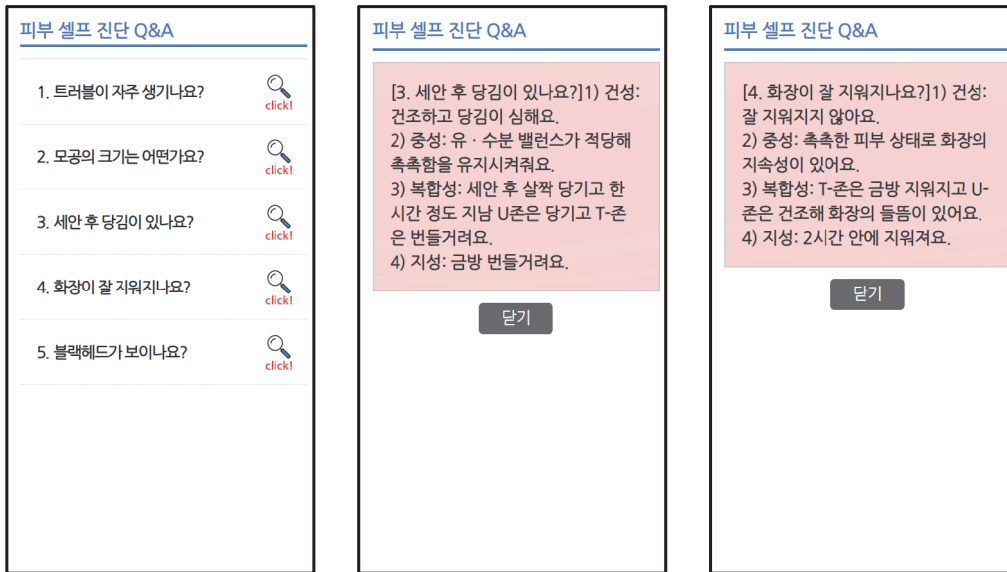 피부 셀프 진단 Q&A
1. 트러블이 자주 생기나요?
click!
2. 모공의 크기는 어떤가요?
click!
3. 세안 후 당김이 있나요?
click!
4. 화장이 잘 지워지나요?
click!
5. 블랙헤드가 보이나요?
click!
피부 셀프 진단 Q&A
[3. 세안 후 당김이 있나요?]1) 건성:
건조하고 당김이 심해요.
2) 중성: 유 · 수분 밸런스가 적당해
촉촉함을 유지시켜줘요.
3) 복합성: 세안 후 살짝 당기고 한
시간 정도 지남 U존은 당기고 T-존
은 번들거려요.
4) 지성: 금방 번들거려요.
닫기
피부 셀프 진단 Q&A
[4. 화장이 잘 지워지나요?]1) 건성:
잘 지워지지 않아요.
2) 중성: 촉촉한 피부 상태로 화장의
지속성이 있어요.
3) 복합성: T-존은 금방 지워지고 U-
존은 건조해 화장의 들뜸이 있어요.
4) 지성: 2시간 안에 지워져요.
닫기